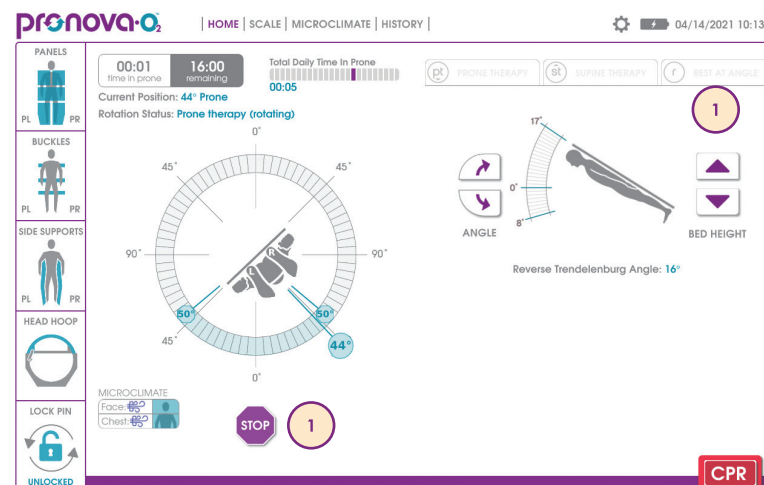 pronova·O2
| HOME | SCALE | MICROCLIMATE | HISTORY |
04/14/2021 10:13
PANELS
PL PR
BUCKLES
PL PR
SIDE SUPPORTS
PL PR
HEAD HOOP
LOCK PIN
UNLOCKED
00:01
time in prone
16:00
remaining
Total Daily Time In Prone
00:05
pt PRONE THERAPY
st SUPINE THERAPY
r REST AT ANGLE
1
Current Position: 44° Prone
Rotation Status: Prone therapy (rotating)
0°
45° 45°
90° 90°
L R
50° 50°
45° 44°
0°
17°
0°
8°
ANGLE
BED HEIGHT
Reverse Trendelenburg Angle: 16°
MICROCLIMATE
Face:
Chest:
STOP
1
CPR